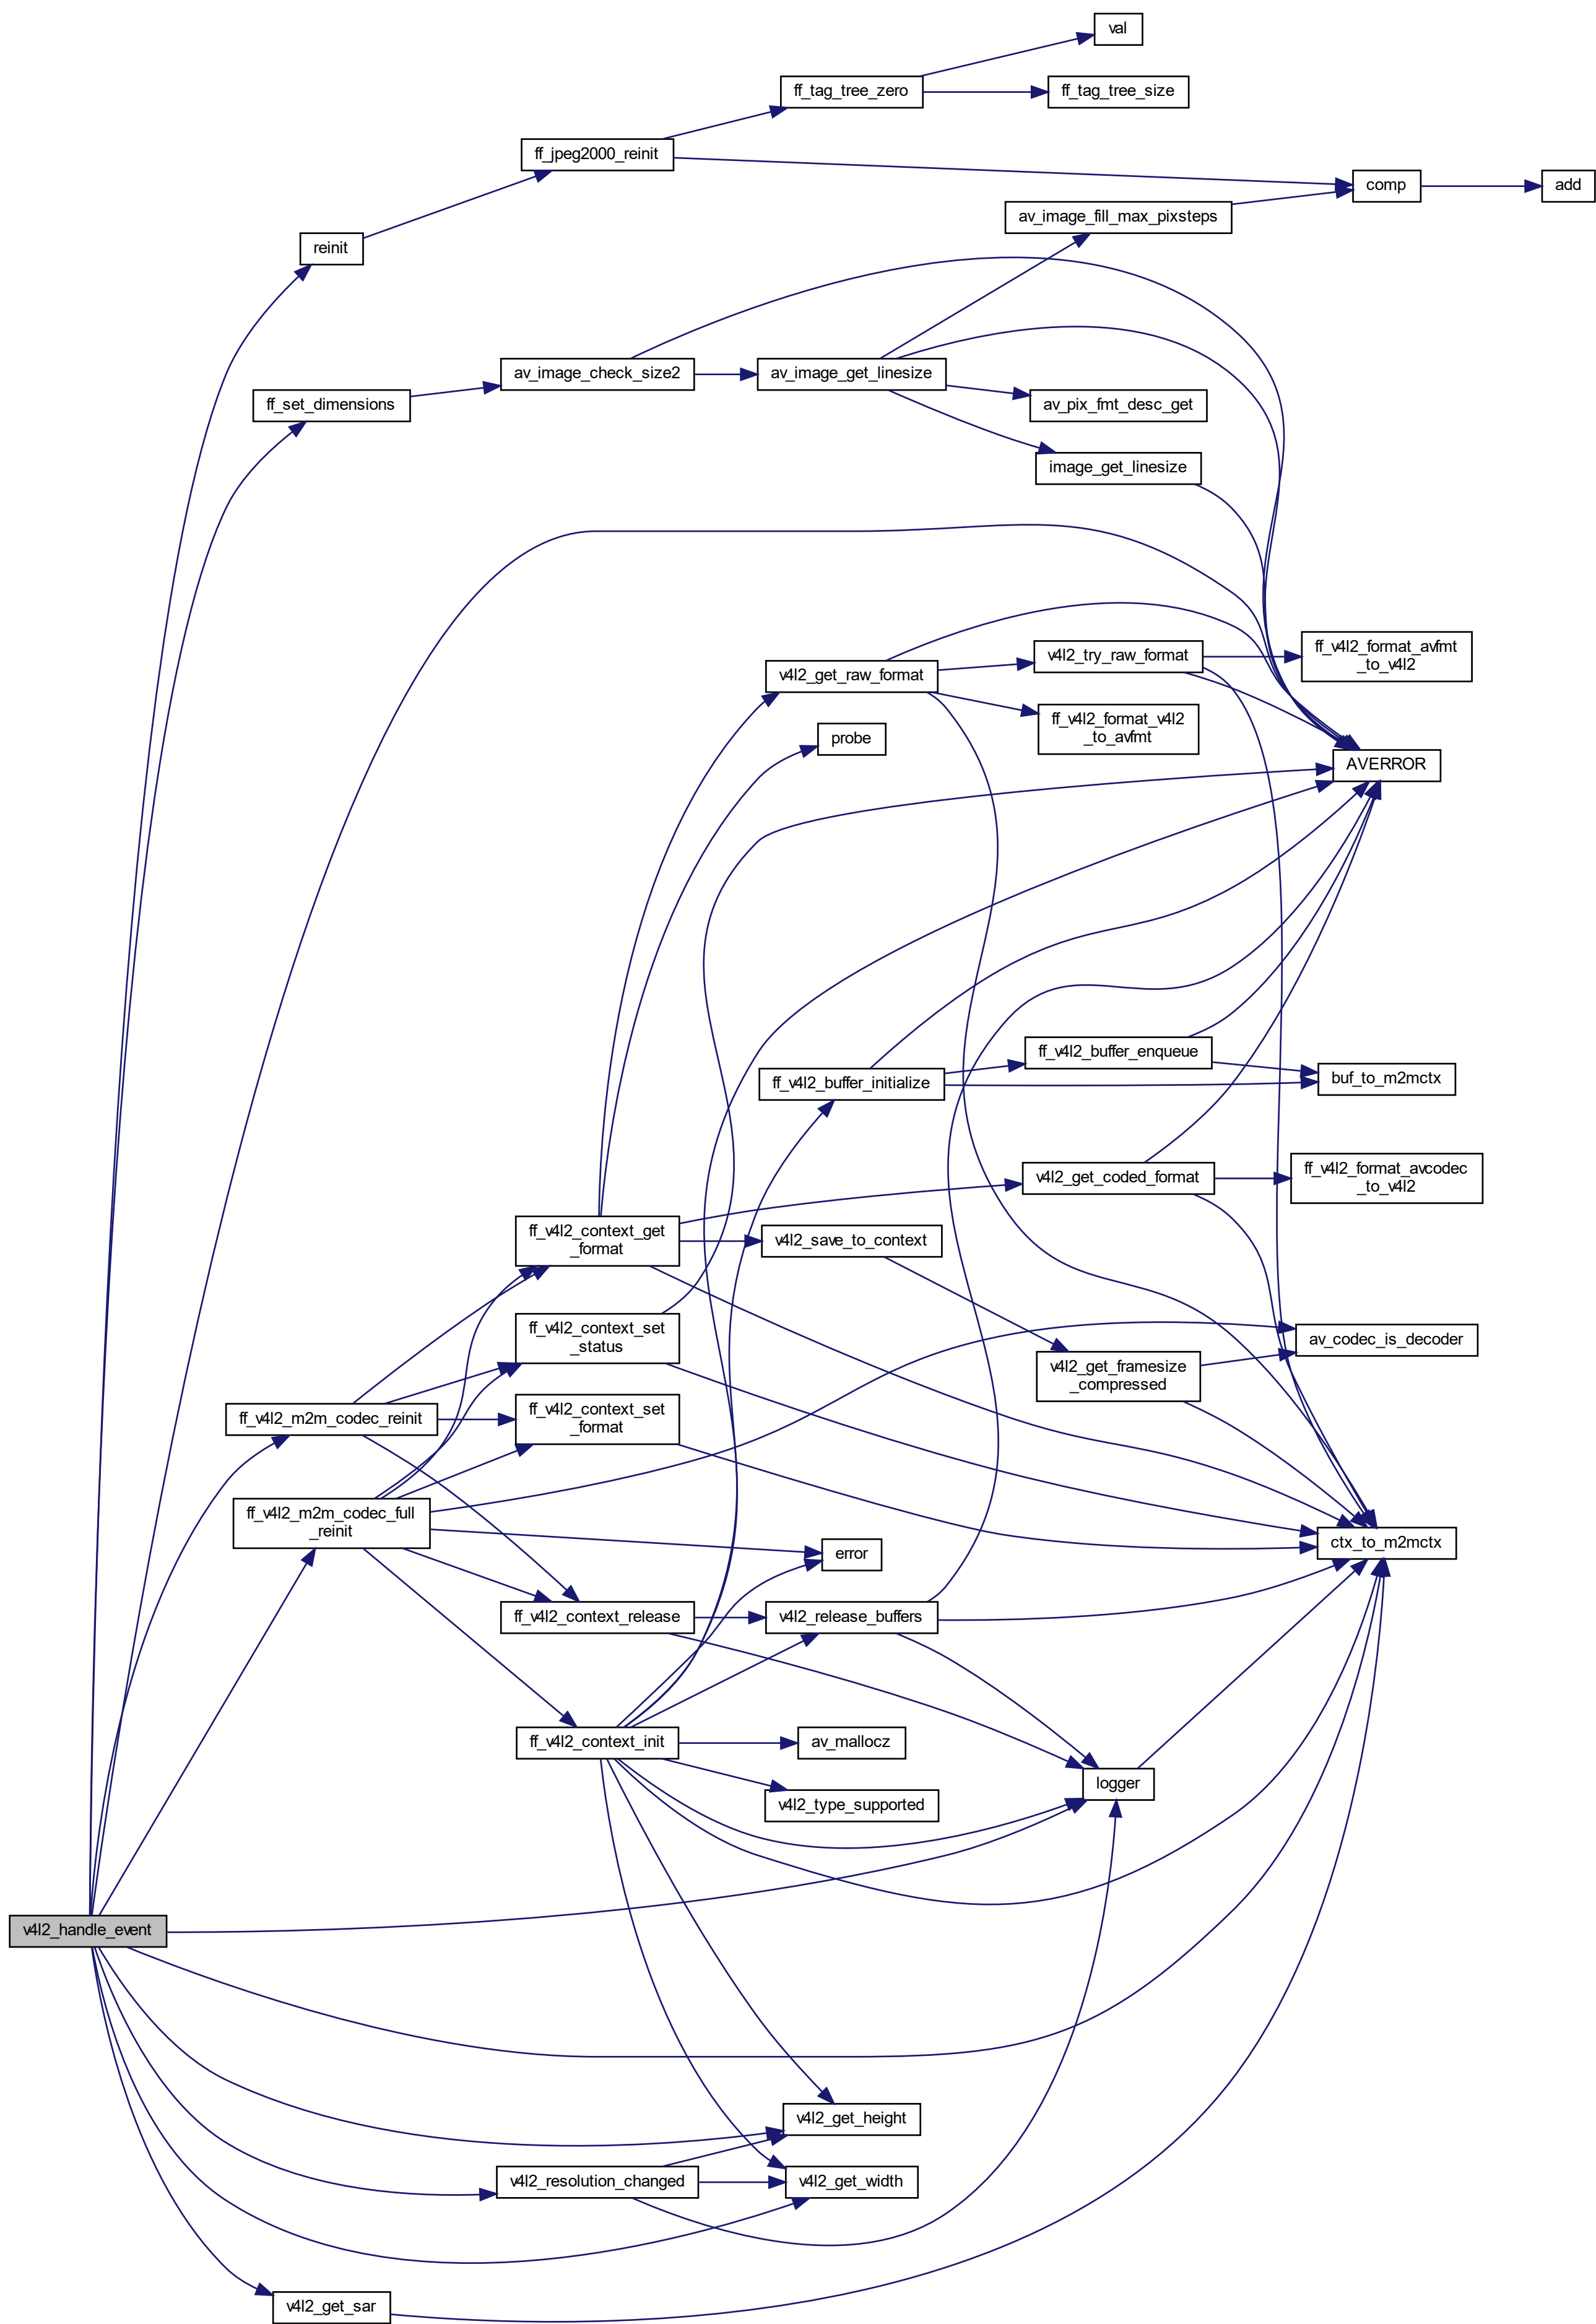 val
ff_tag_tree_zero
ff_tag_tree_size
ff_jpeg2000_reinit
comp
add
av_image_fill_max_pixsteps
reinit
av_image_check_size2
av_image_get_linesize
ff_set_dimensions
av_pix_fmt_desc_get
image_get_linesize
v4l2_try_raw_format
ff_v4l2_format_avfmt
_to_v4l2
v4l2_get_raw_format
ff_v4l2_format_v4l2
_to_avfmt
probe
AVERROR
ff_v4l2_buffer_enqueue
ff_v4l2_buffer_initialize
buf_to_m2mctx
v4l2_get_coded_format
ff_v4l2_format_avcodec
_to_v4l2
ff_v4l2_context_get
_format
v4l2_save_to_context
ff_v4l2_context_set
_status
av_codec_is_decoder
v4l2_get_framesize
_compressed
ff_v4l2_m2m_codec_reinit
ff_v4l2_context_set
_format
ff_v4l2_m2m_codec_full
_reinit
ctx_to_m2mctx
error
ff_v4l2_context_release
v4l2_release_buffers
ff_v4l2_context_init
av_mallocz
logger
v4l2_type_supported
v4l2_handle_event
v4l2_get_height
v4l2_resolution_changed
v4l2_get_width
v4l2_get_sar